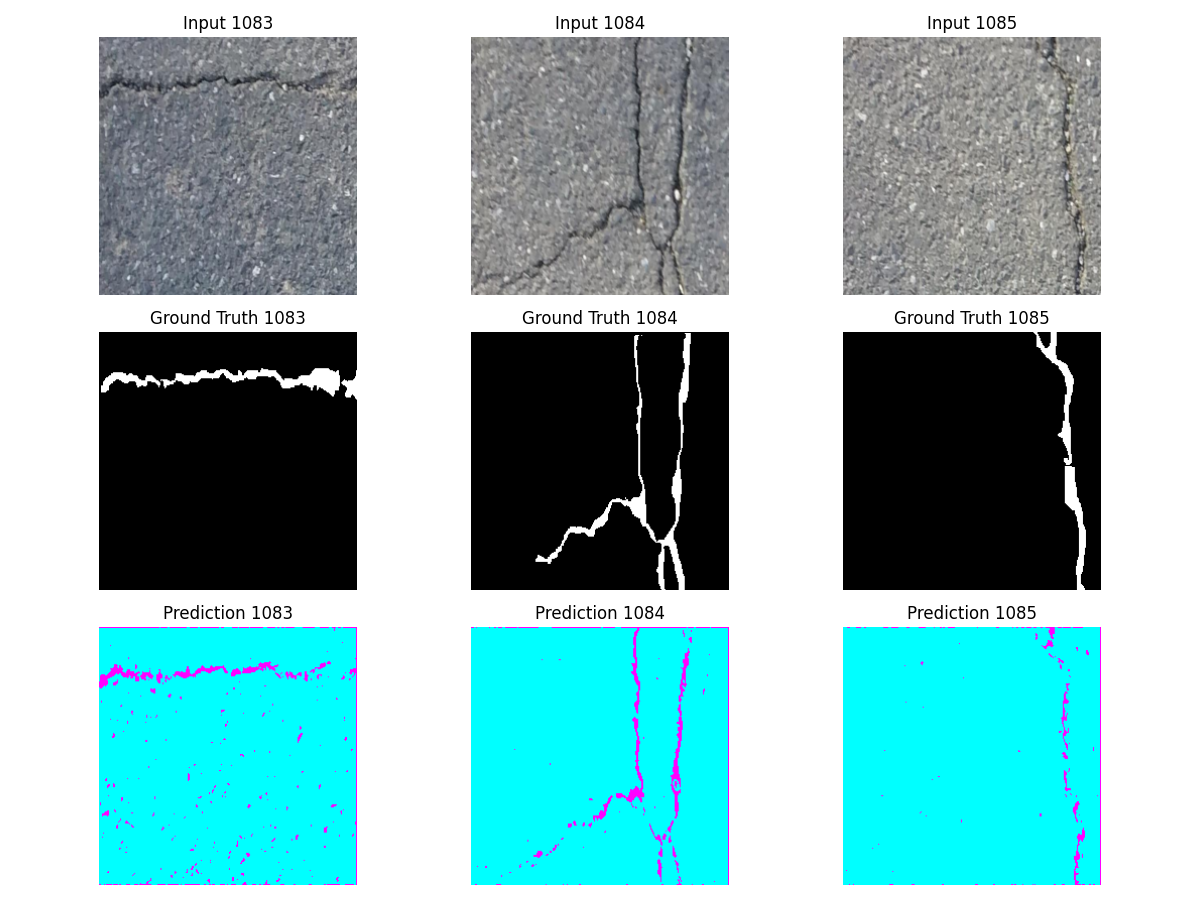 Input 1083
Input 1084
Input 1085
Ground Truth 1083
Ground Truth 1084
Ground Truth 1085
Prediction 1083
Prediction 1084
Prediction 1085